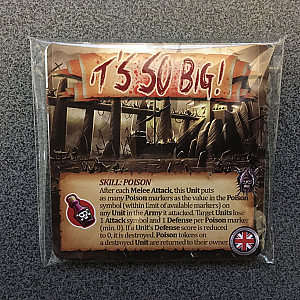 IT'S SO BIG!
SKILL: POISON
After each Melee Attack, this Unit puts
as many Poison markers as the value in the Poison
symbol (within limit of available markers) on
any Unit in the Army it attacked. Target Units lose
1 Attack symbol and 1 Defense per Poison marker
(min. 0). If a Unit's Defense score is reduced
to 0, it is destroyed. Poison tokens on
a destroyed Unit are returned to their owner.